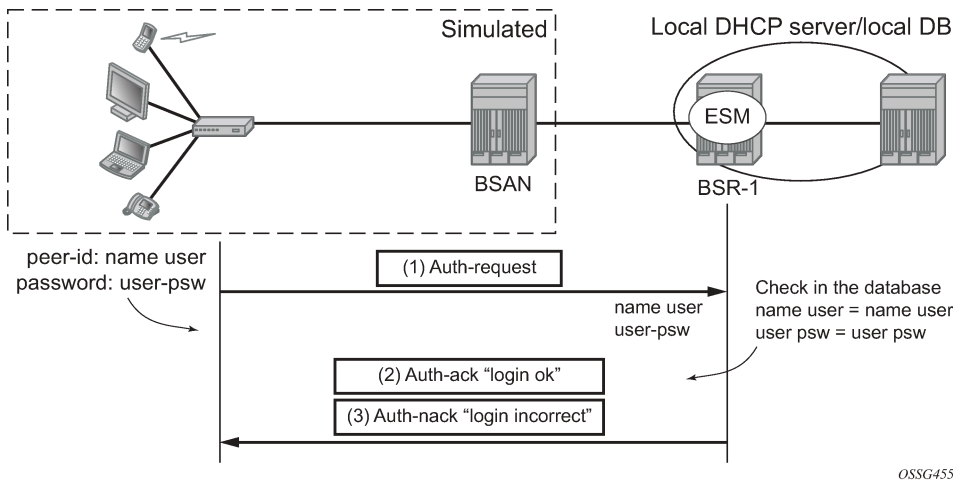 Simulated
Local DHCP server/local DB
ESM
BSAN
BSR-1
peer-id: name user
password: user-psw
(1) Auth-request
name user
user-psw
Check in the database
name user = name user
user psw = user psw
(2) Auth-ack “login ok”
(3) Auth-nack “login incorrect”
OSSG455